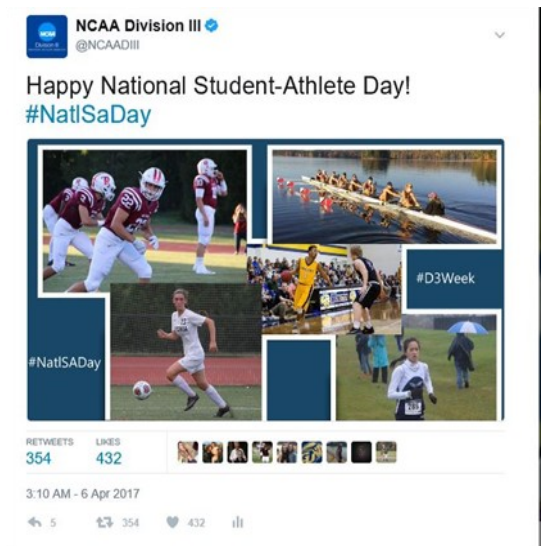 NCAA Division III
@NCAADIII
Happy National Student-Athlete Day!
#NatlSaDay
#D3Week
#NatlSADay
22
RETWEETS
LIKES
354
432
3:10 AM - 6 Apr 2017
5
354
432